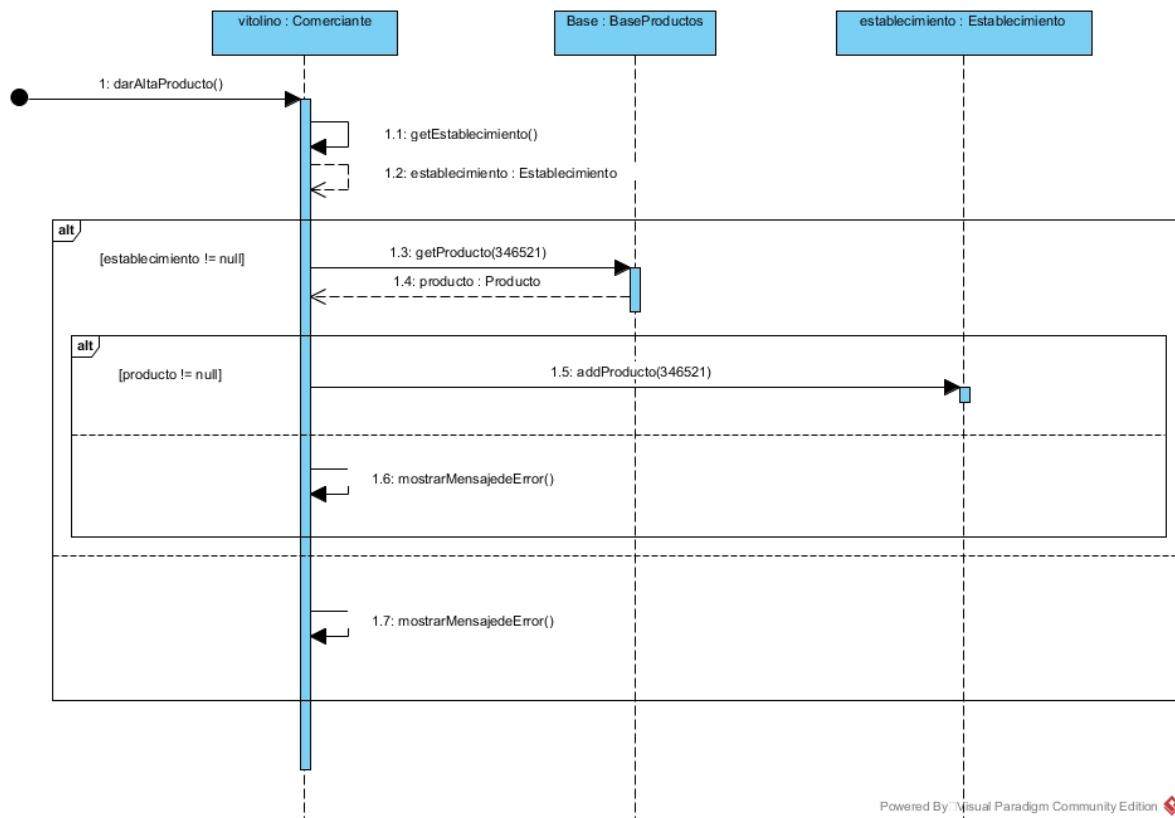 vitolino : Comerciante
Base : BaseProductos
establecimiento : Establecimiento
1: darAltaProducto()
1.1: getEstablecimiento()
1.2: establecimiento : Establecimiento
alt
[establecimiento != null]
1.3: getProducto(346521)
1.4: producto : Producto
alt
[producto != null]
1.5: addProducto(346521)
1.6: mostrarMensajedeError()
1.7: mostrarMensajedeError()
Powered By Visual Paradigm Community Edition